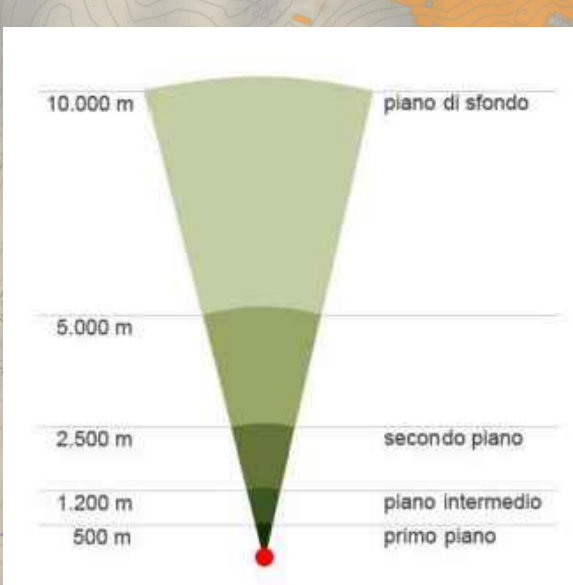 10.000 m piano di sfondo
5.000 m
2.500 m secondo piano
1.200 m piano intermedio
500 m primo piano